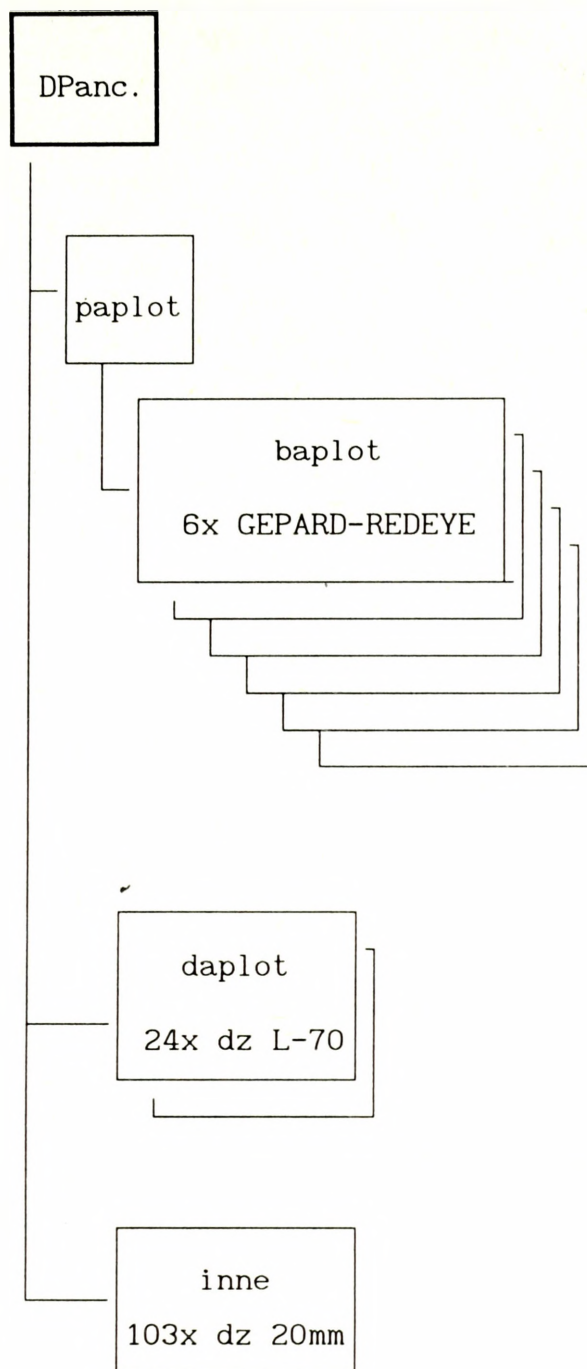 DPanc.
paplot
baplot
6x GEPARD-REDEYE
daplot
24x dz L-70
inne
103x dz 20mm